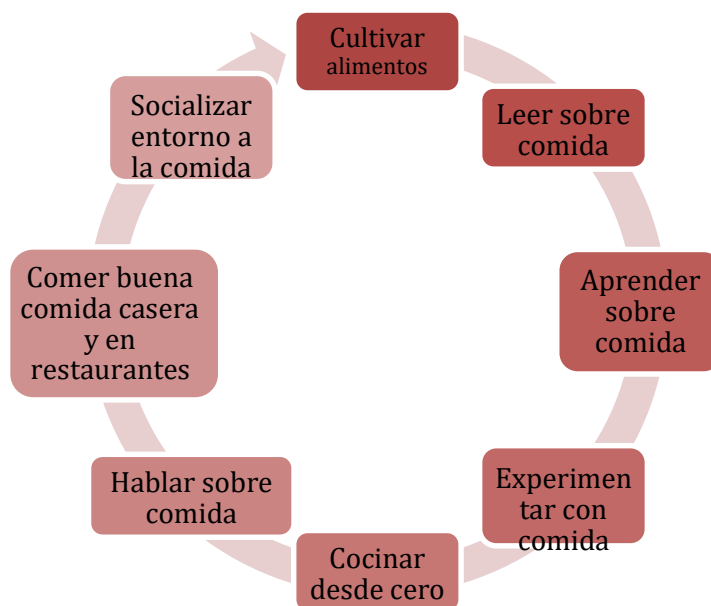 Cultivar
alimentos
Leer sobre
comida
Aprender
sobre
comida
Experimen
tar con
comida
Cocinar
desde cero
Hablar sobre
comida
Comer buena
comida casera
y en
restaurantes
Socializar
entorno a
la comida